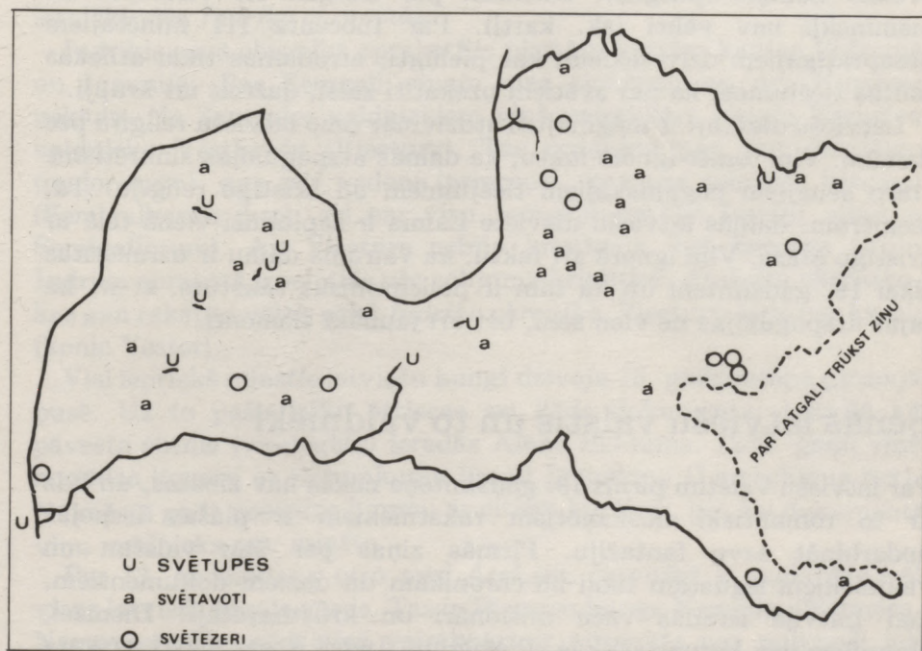 PAR LATGALI TRŪKST ZIŅU
U SVĒTUPES
a SVĒTAVOTI
O SVĒTEZERI